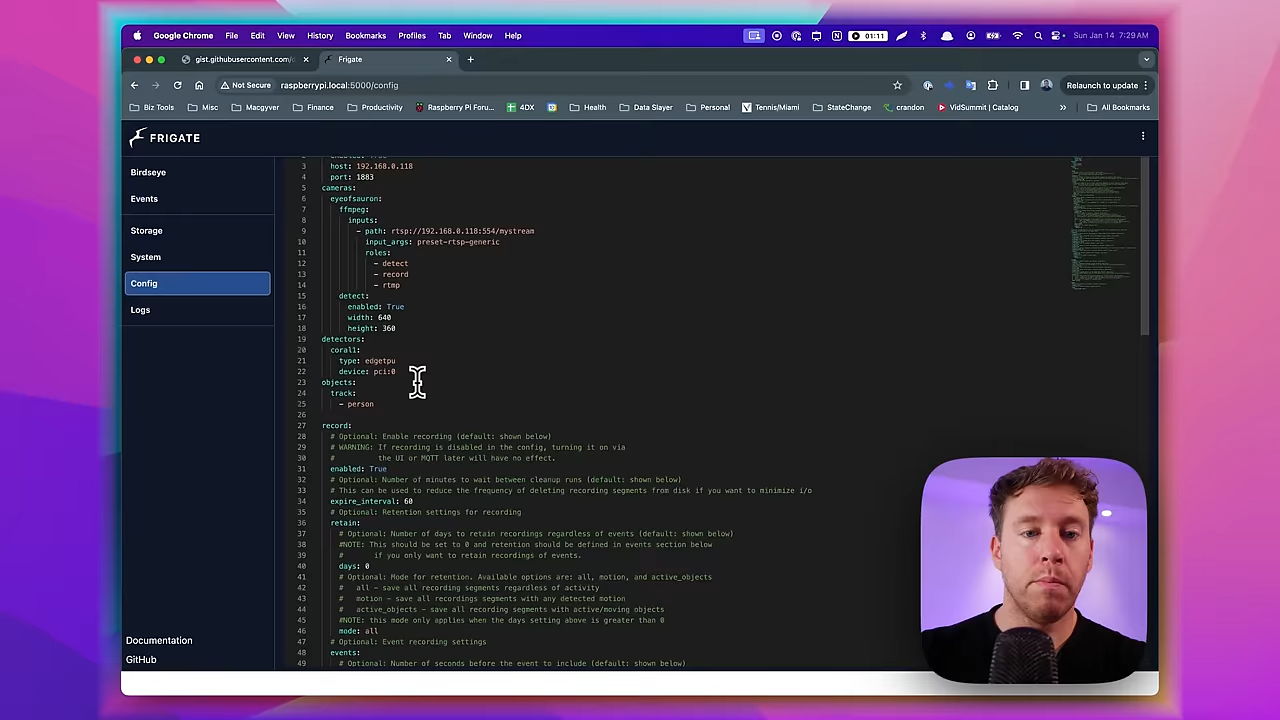 Google Chrome File Edit View History Bookmarks Profiles Tab Window Help 01:11 Sun Jan 14 7:29 AM
gist.githubusercontent.com/ Frigate
Not Secure raspberrypi.local:5000/config Relaunch to update
Biz Tools Misc Macgyver Finance Productivity Raspberry Pi Foru... 4DX Health Data Slayer Personal Tennis/Miami StateChange crandon VidSummit | Catalog All Bookmarks
FRIGATE
Birdseye
Events
Storage
System
Config
Logs
Documentation
GitHub
3 host: 192.168.0.118
4 port: 1883
5 cameras:
6 eyeofsauron:
7 ffmpeg:
8 inputs:
9 - path: rtsp://192.168.0.118:554/mystream
10 input_args: preset-rtsp-generic
11 roles:
12 - detect
13 - record
14 - rtmp
15 detect:
16 enabled: True
17 width: 640
18 height: 360
19 detectors:
20 coral1:
21 type: edgetpu
22 device: pci:0
23 objects:
24 track:
25 - person
26
27 record:
28 # Optional: Enable recording (default: shown below)
29 # WARNING: If recording is disabled in the config, turning it on via
30 # the UI or MQTT later will have no effect.
31 enabled: True
32 # Optional: Number of minutes to wait between cleanup runs (default: shown below)
33 # This can be used to reduce the frequency of deleting recording segments from disk if you want to minimize i/o
34 expire_interval: 60
35 # Optional: Retention settings for recording
36 retain:
37 # Optional: Number of days to retain recordings regardless of events (default: shown below)
38 #NOTE: This should be set to 0 and retention should be defined in events section below
39 # if you only want to retain recordings of events.
40 days: 0
41 # Optional: Mode for retention. Available options are: all, motion, and active_objects
42 # all - save all recording segments regardless of activity
43 # motion - save all recordings segments with any detected motion
44 # active_objects - save all recording segments with active/moving objects
45 #NOTE: this mode only applies when the days setting above is greater than 0
46 mode: all
47 # Optional: Event recording settings
48 events:
49 # Optional: Number of seconds before the event to include (default: shown below)